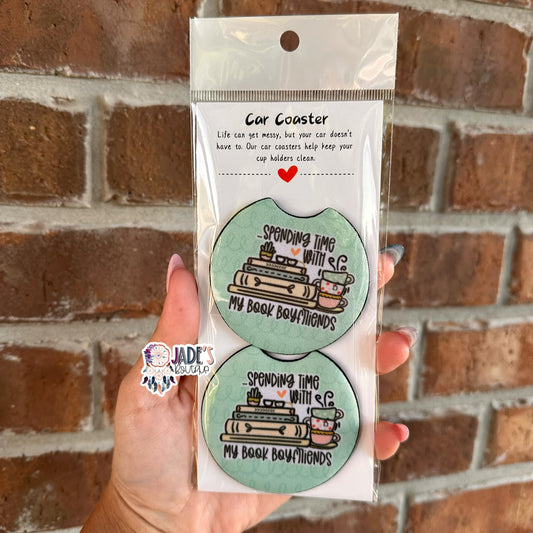 Car Coaster
Life can get messy, but your car doesn't
have to. Our car coasters help keep your
cup holders clean.
SPENDING TIME
WITH
MY BOOK BOYFRIENDS
JADE'S
SPENDING TIME
WITH
MY BOOK BOYFRIENDS